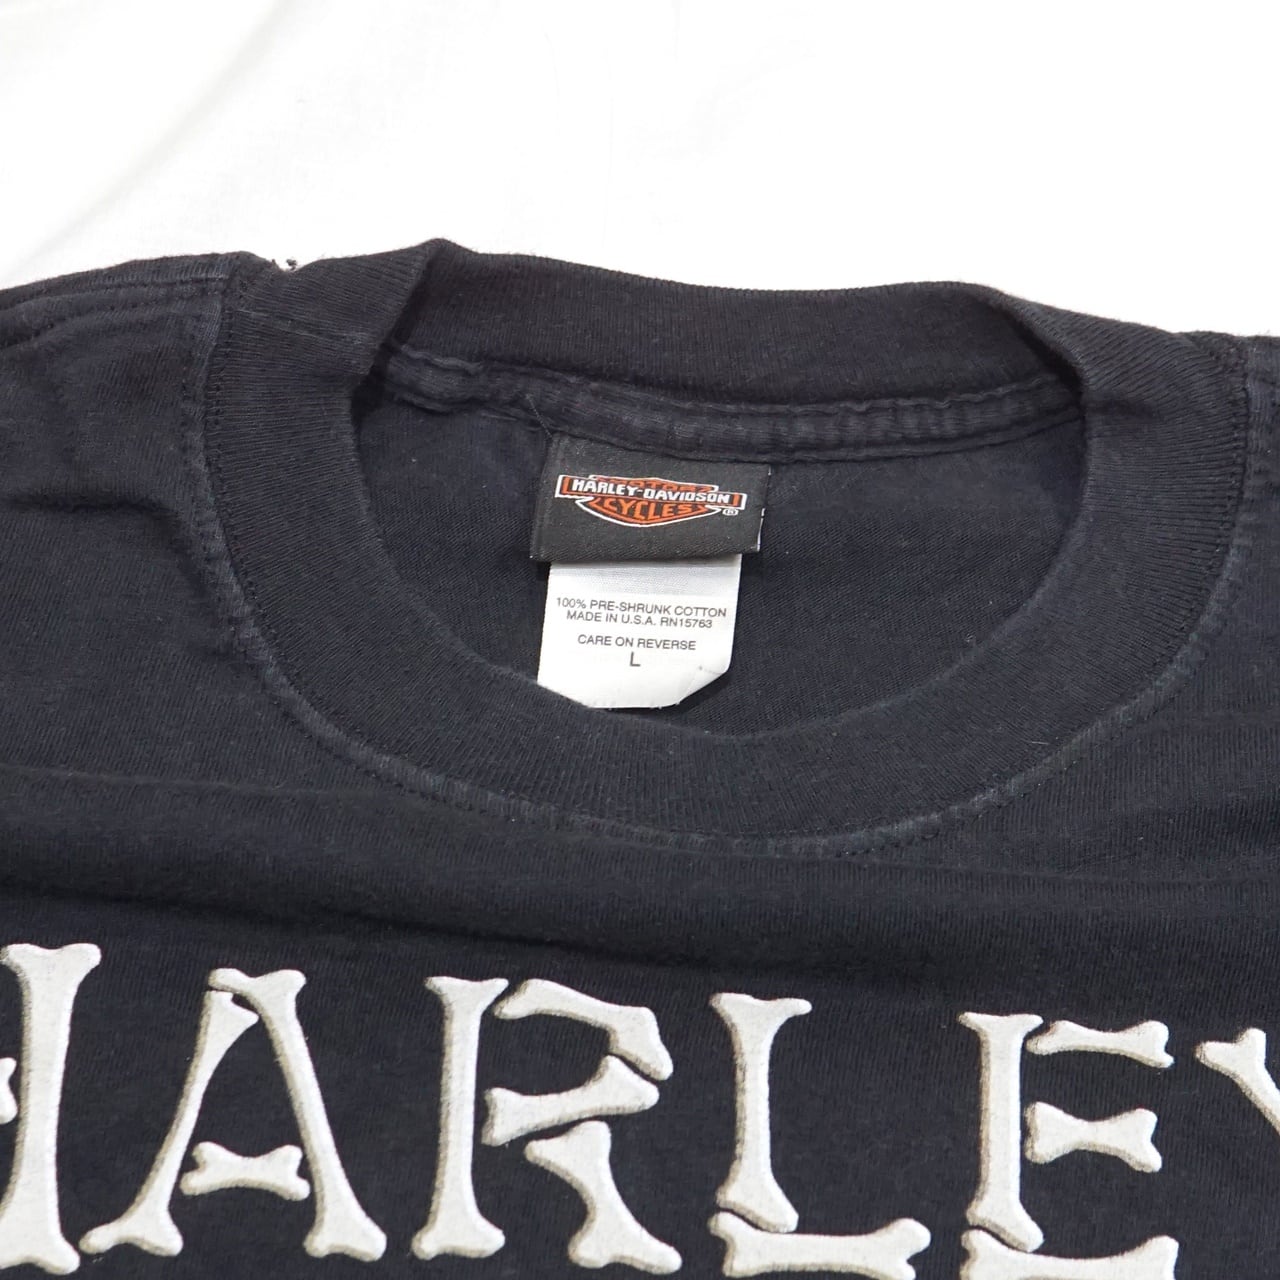 MOTOR
HARLEY-DAVIDSON
CYCLES
®
100% PRE-SHRUNK COTTON
MADE IN U.S.A. RN15763
CARE ON REVERSE
L
HARLEY